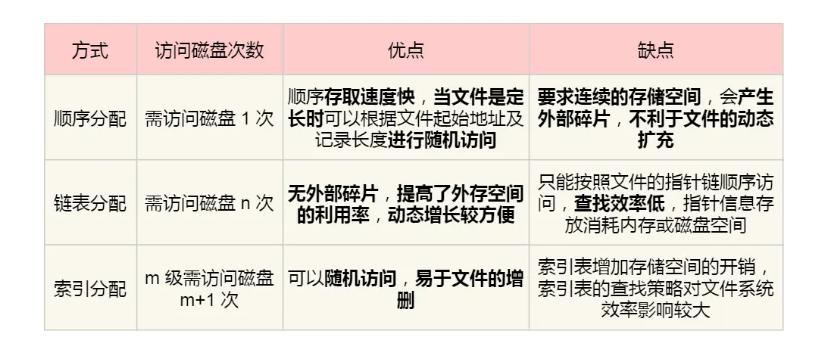 方式 访问磁盘次数 优点 缺点
顺序分配 需访问磁盘 1 次
顺序存取速度快，当文件是定
长时可以根据文件起始地址及
记录长度进行随机访问
要求连续的存储空间，会产生
外部碎片，不利于文件的动态
扩充
链表分配 需访问磁盘 n 次
无外部碎片，提高了外存空间
的利用率，动态增长较方便
只能按照文件的指针链顺序访
问，查找效率低，指针信息存
放消耗内存或磁盘空间
索引分配
m 级需访问磁盘
m+1 次
可以随机访问，易于文件的增
删
索引表增加存储空间的开销，
索引表的查找策略对文件系统
效率影响较大